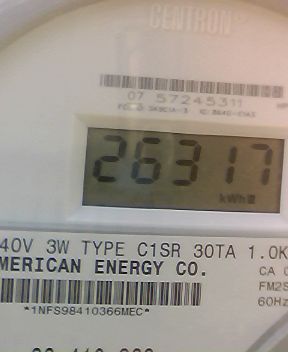 CENTRON
07 57245311
26317
kWh
40V 3W TYPE C1SR 30TA 1.0K
MERICAN ENERGY CO.
CA 0
FM2S
60Hz
*1NFS98410366MEC*